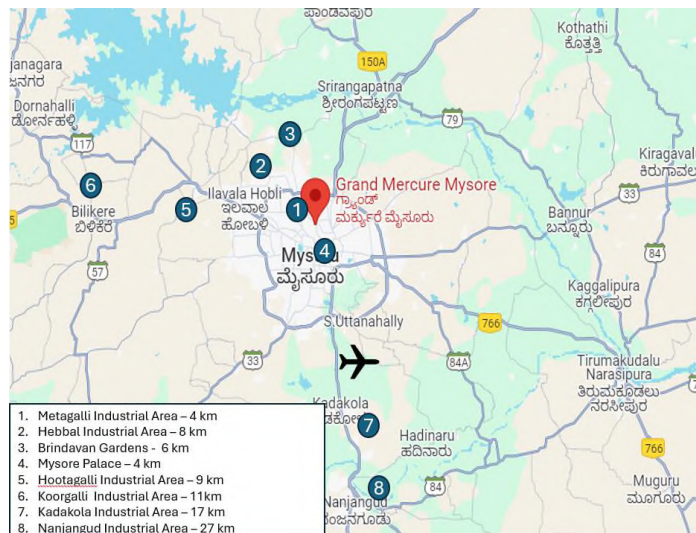 ಪಾಂಡವಪುರ
Kothathi
ಕೊತ್ತತ್ತಿ
150A
janagara
ಜನಗರ
Srirangapatna
ಶ್ರೀರಂಗಪಟ್ಟಣ
Dornahalli
ಡೋರ್ನಹಳ್ಳಿ
79
117
3
2
Kiragaval
ಕಿರುಗಾವಲ
6
Ilavala Hobli
ಇಲವಾಲ
ಹೋಬಳಿ
Grand Mercure Mysore
ಗ್ರ್ಯಾಂಡ್
ಮರ್ಕ್ಯುರೆ ಮೈಸೂರು
33
5
1
Bilikere
ಬಿಳಿಕೆರೆ
Bannur
ಬನ್ನೂರು
5
4
Mys
ಮೈಸೂರು
84
57
Kaggalipura
ಕಗ್ಗಲೀಪುರ
S.Uttanahally
766
33
84A
Tirumakudalu
Narasipura
ತಿರುಮಕೂಡಲು
ನರಸೀಪುರ
Kadakola
7
Hadinaru
ಹದಿನಾರು
766
8
84
Muguru
ಮೂಗೂರು
Nanjangud
ಂಜನಗೂಡು
1. Metagalli Industrial Area – 4 km
2. Hebbal Industrial Area – 8 km
3. Brindavan Gardens - 6 km
4. Mysore Palace – 4 km
5. Hootagalli Industrial Area – 9 km
6. Koorgalli Industrial Area – 11km
7. Kadakola Industrial Area – 17 km
8. Nanjangud Industrial Area – 27 km